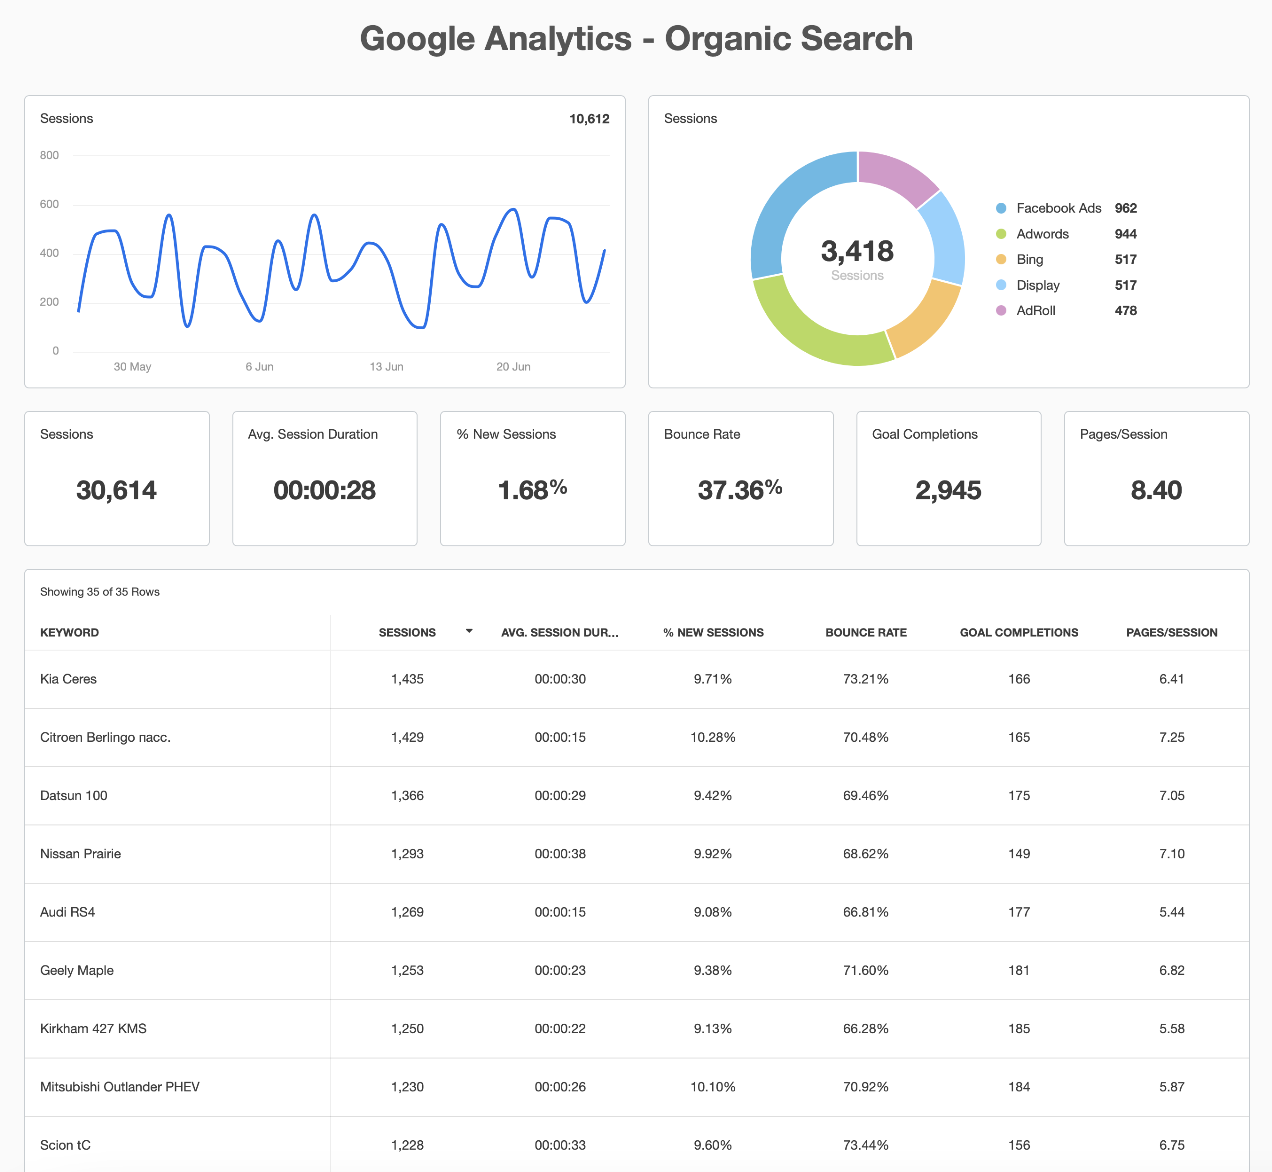 Google Analytics - Organic Search
Sessions 10,612
800
600
400
200
0
30 May 6 Jun 13 Jun 20 Jun
Sessions
3,418
Sessions
Facebook Ads 962
Adwords 944
Bing 517
Display 517
AdRoll 478
Sessions
30,614
Avg. Session Duration
00:00:28
% New Sessions
1.68%
Bounce Rate
37.36%
Goal Completions
2,945
Pages/Session
8.40
Showing 35 of 35 Rows
KEYWORD SESSIONS AVG. SESSION DUR... % NEW SESSIONS BOUNCE RATE GOAL COMPLETIONS PAGES/SESSION
Kia Ceres 1,435 00:00:30 9.71% 73.21% 166 6.41
Citroen Berlingo nacc. 1,429 00:00:15 10.28% 70.48% 165 7.25
Datsun 100 1,366 00:00:29 9.42% 69.46% 175 7.05
Nissan Prairie 1,293 00:00:38 9.92% 68.62% 149 7.10
Audi RS4 1,269 00:00:15 9.08% 66.81% 177 5.44
Geely Maple 1,253 00:00:23 9.38% 71.60% 181 6.82
Kirkham 427 KMS 1,250 00:00:22 9.13% 66.28% 185 5.58
Mitsubishi Outlander PHEV 1,230 00:00:26 10.10% 70.92% 184 5.87
Scion tC 1,228 00:00:33 9.60% 73.44% 156 6.75